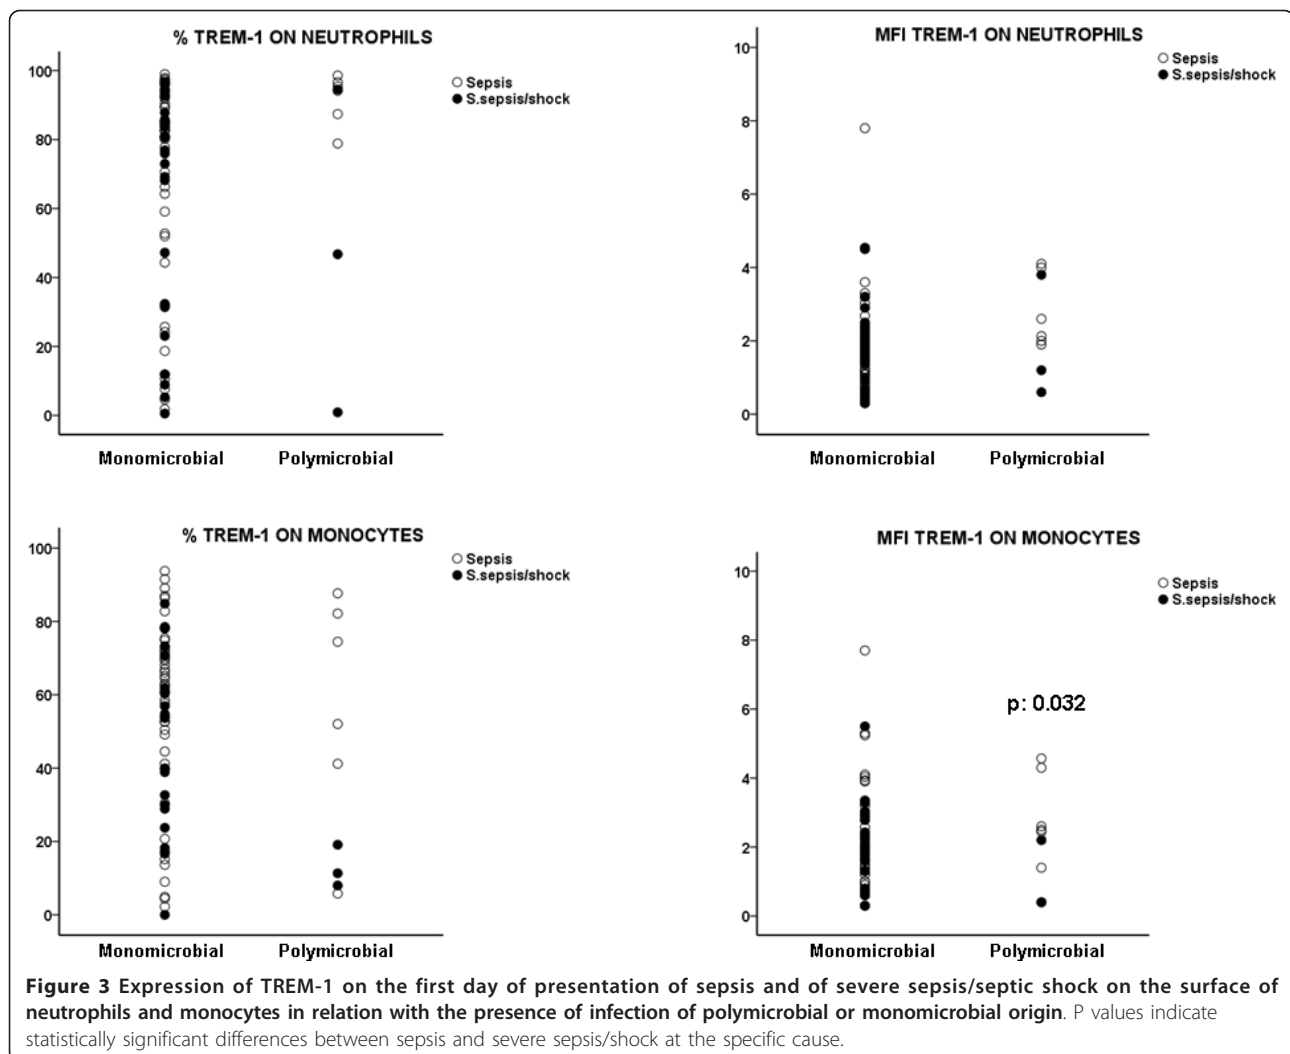 % TREM-1 ON NEUTROPHILS
Sepsis
S.sepsis/shock
100
80
60
40
20
0
Monomicrobial Polymicrobial
MFI TREM-1 ON NEUTROPHILS
Sepsis
S.sepsis/shock
10
8
6
4
2
0
Monomicrobial Polymicrobial
% TREM-1 ON MONOCYTES
Sepsis
S.sepsis/shock
100
80
60
40
20
0
Monomicrobial Polymicrobial
MFI TREM-1 ON MONOCYTES
Sepsis
S.sepsis/shock
10
8
6
4
2
0
p: 0.032
Monomicrobial Polymicrobial
Figure 3 Expression of TREM-1 on the first day of presentation of sepsis and of severe sepsis/septic shock on the surface of
neutrophils and monocytes in relation with the presence of infection of polymicrobial or monomicrobial origin. P values indicate
statistically significant differences between sepsis and severe sepsis/shock at the specific cause.